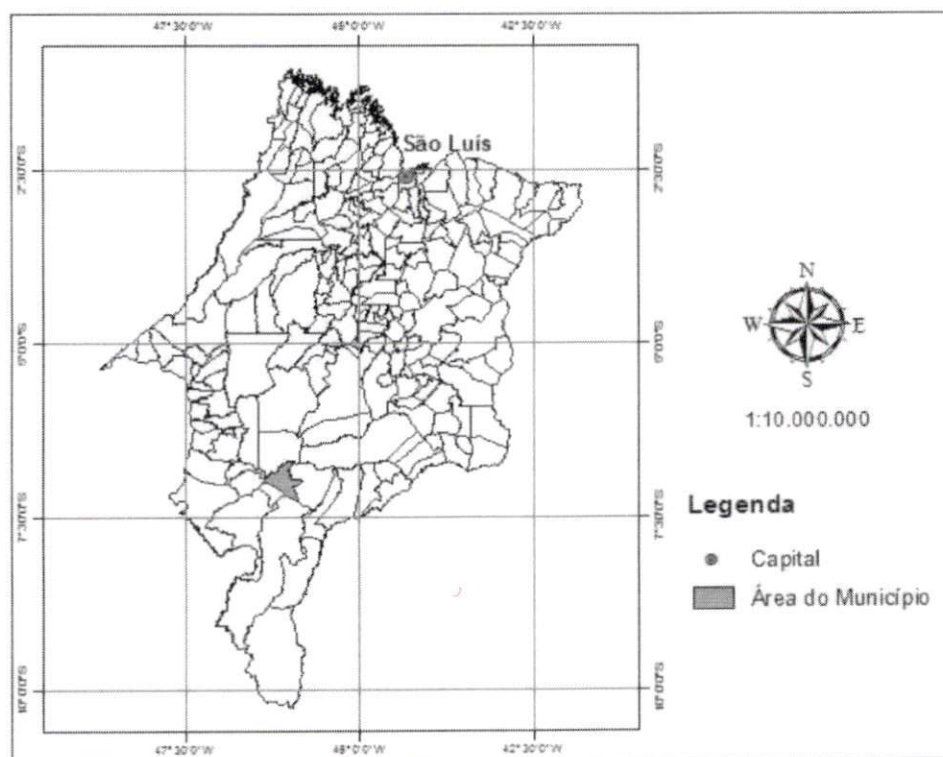 47°30'0"W 45°0'0"W 42°30'0"W
São Luís
2°30'0"S 2°30'0"S
N
W E
S
5°0'0"S 5°0'0"S
1:10.000.000
Legenda
7°30'0"S 7°30'0"S
Capital
Área do Município
10°0'0"S 10°0'0"S
47°30'0"W 45°0'0"W 42°30'0"W